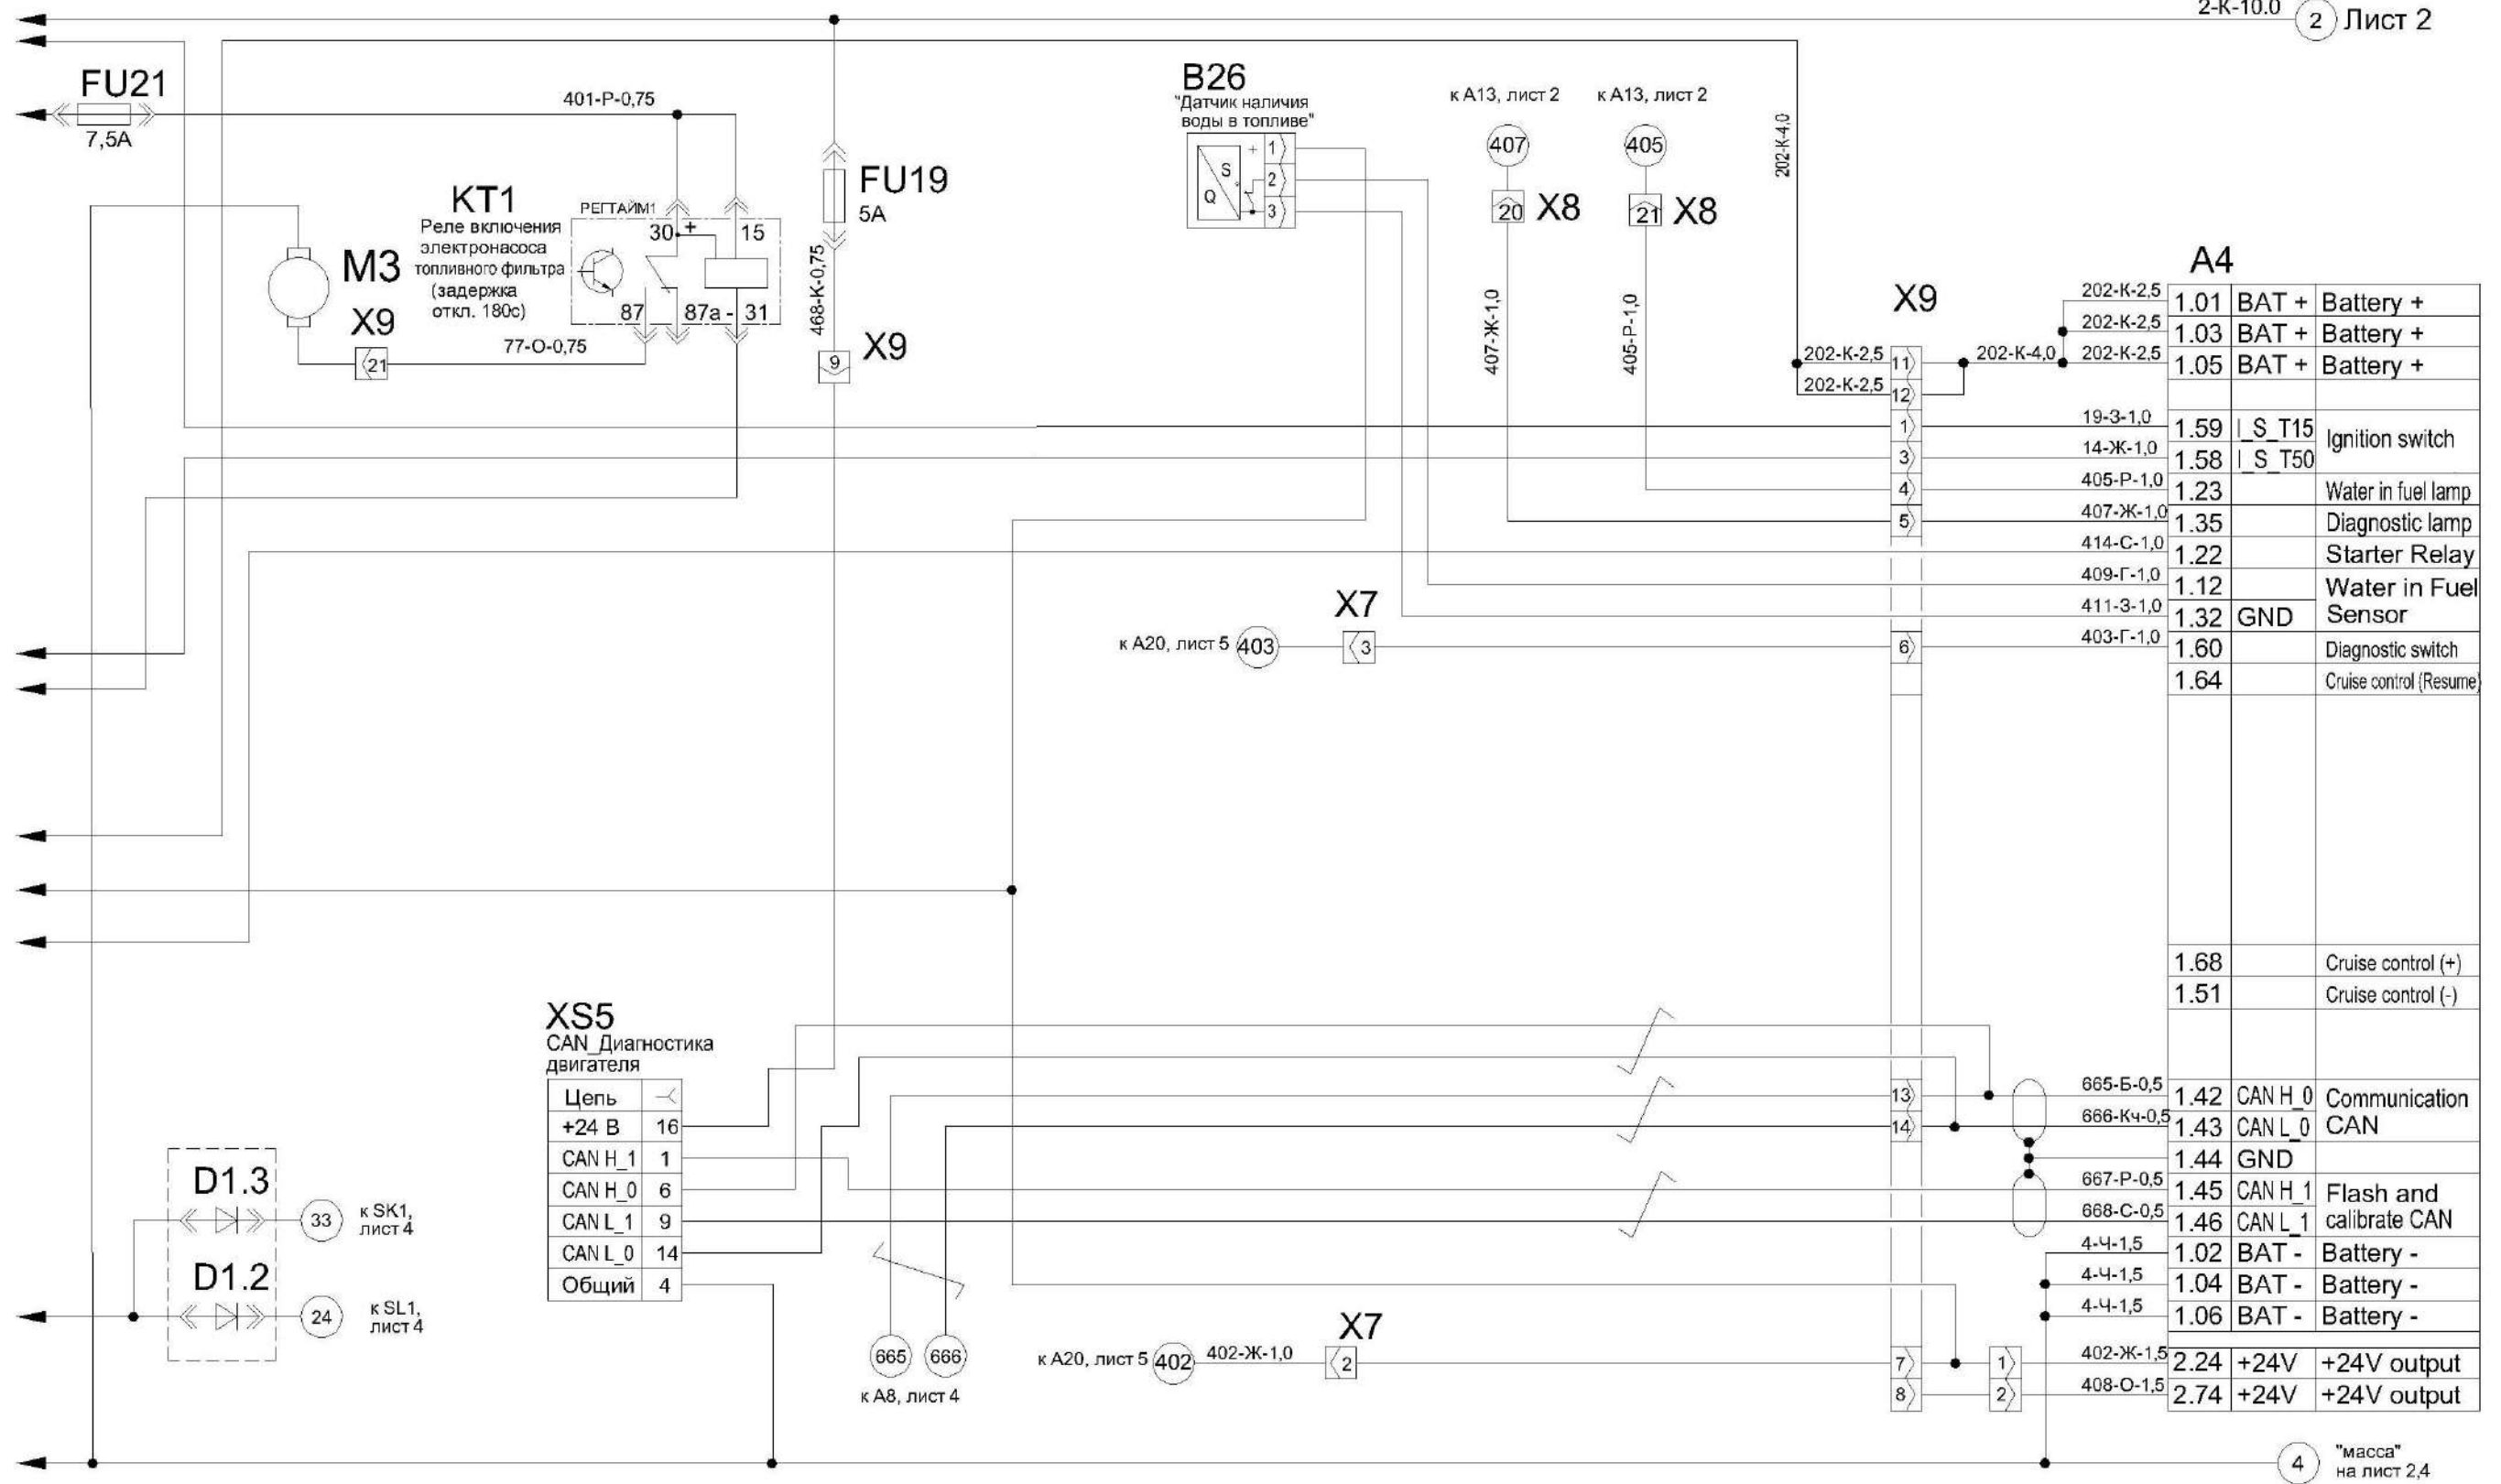 2-К-10.0
2 Лист 2
FU21
7,5А
401-Р-0,75
КТ1
Реле включения
электронасоса
топливного фильтра
(задержка
откл. 180с)
РЕГТАЙМ1
30 + 15
87 87а - 31
М3
X9
21
77-О-0,75
FU19
5А
468-К-0,75
9 X9
B26
"Датчик наличия
воды в топливе"
S
Q
+ 1
2
3
к А13, лист 2
407
20 X8
407-Ж-1,0
к А13, лист 2
405
21 X8
405-Р-1,0
202-К-4,0
X9
A4
202-К-2,5 1.01 BAT + Battery +
202-К-2,5 1.03 BAT + Battery +
202-К-2,5 11 202-К-4,0 202-К-2,5 1.05 BAT + Battery +
202-К-2,5 12
1 19-З-1,0 1.59 I_S_T15 Ignition switch
3 14-Ж-1,0 1.58 I_S_T50
4 405-Р-1,0 1.23 Water in fuel lamp
5 407-Ж-1,0 1.35 Diagnostic lamp
414-С-1,0 1.22 Starter Relay
409-Г-1,0 1.12 Water in Fuel
411-З-1,0 1.32 GND Sensor
X7
к А20, лист 5 403 3 6 403-Г-1,0 1.60 Diagnostic switch
1.64 Cruise control (Resume)
1.68 Cruise control (+)
1.51 Cruise control (-)
XS5
CAN_Диагностика
двигателя
Цепь
+24 В 16
CAN H_1 1
CAN H_0 6
CAN L_1 9
CAN L_0 14
Общий 4
13 665-Б-0,5 1.42 CAN H_0 Communication
14 666-Кч-0,5 1.43 CAN L_0 CAN
1.44 GND
667-Р-0,5 1.45 CAN H_1 Flash and
668-С-0,5 1.46 CAN L_1 calibrate CAN
4-Ч-1,5 1.02 BAT - Battery -
4-Ч-1,5 1.04 BAT - Battery -
4-Ч-1,5 1.06 BAT - Battery -
D1.3
33 к SK1,
лист 4
D1.2
24 к SL1,
лист 4
665 666
к А8, лист 4
X7
к А20, лист 5 402 402-Ж-1,0 2 7 1 402-Ж-1,5 2.24 +24V +24V output
8 2 408-О-1,5 2.74 +24V +24V output
4 "масса"
на лист 2,4